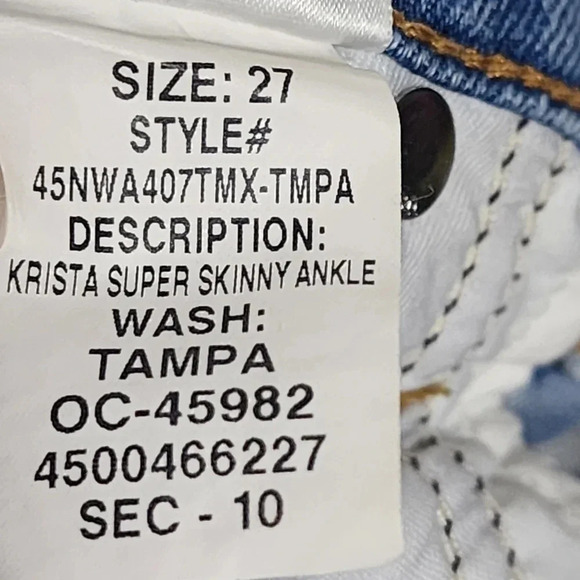 SIZE: 27
STYLE#
45NWA407TMX-TMPA
DESCRIPTION:
KRISTA SUPER SKINNY ANKLE
WASH:
TAMPA
OC-45982
4500466227
SEC - 10